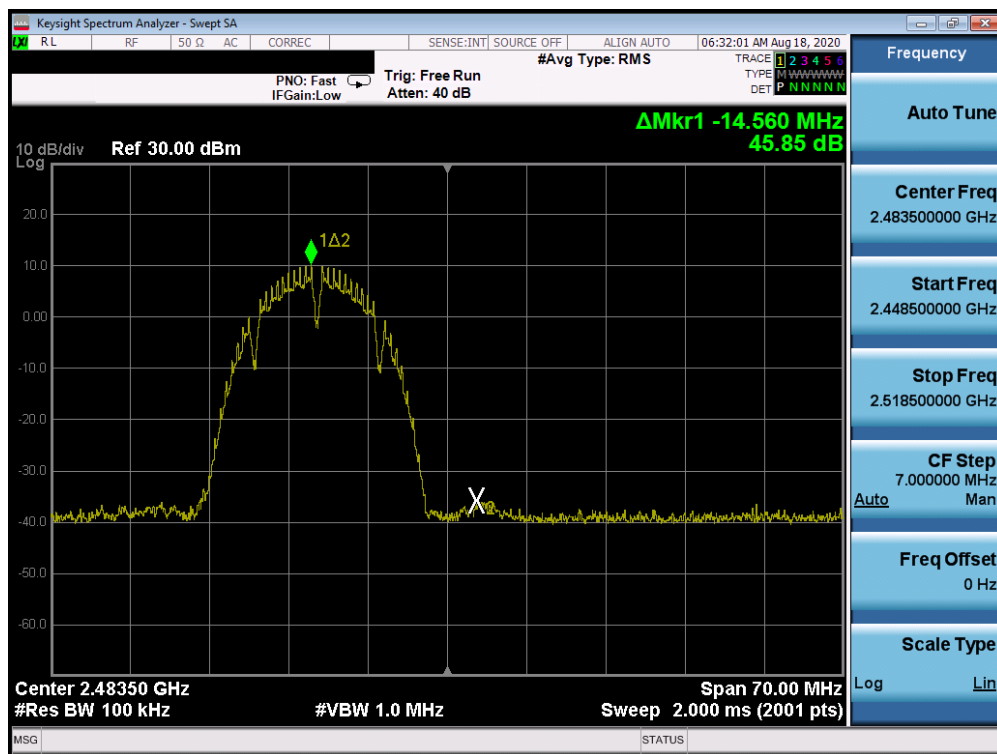 Keysight Spectrum Analyzer - Swept SA
LXI RL RF 50 Ω AC CORREC SENSE:INT SOURCE OFF ALIGN AUTO 06:32:01 AM Aug 18, 2020
PNO: Fast
IFGain:Low
Trig: Free Run
Atten: 40 dB
#Avg Type: RMS
TRACE 1 2 3 4 5 6
TYPE M WWWWW
DET P N N N N N
ΔMkr1 -14.560 MHz
45.85 dB
10 dB/div Ref 30.00 dBm
Log
20.0
10.0
0.00
-10.0
-20.0
-30.0
-40.0
-50.0
-60.0
1Δ2
X2
Center 2.48350 GHz
Span 70.00 MHz
#Res BW 100 kHz
#VBW 1.0 MHz
Sweep 2.000 ms (2001 pts)
MSG
STATUS
Frequency
Auto Tune
Center Freq
2.483500000 GHz
Start Freq
2.448500000 GHz
Stop Freq
2.518500000 GHz
CF Step
7.000000 MHz
Auto Man
Freq Offset
0 Hz
Scale Type
Log Lin